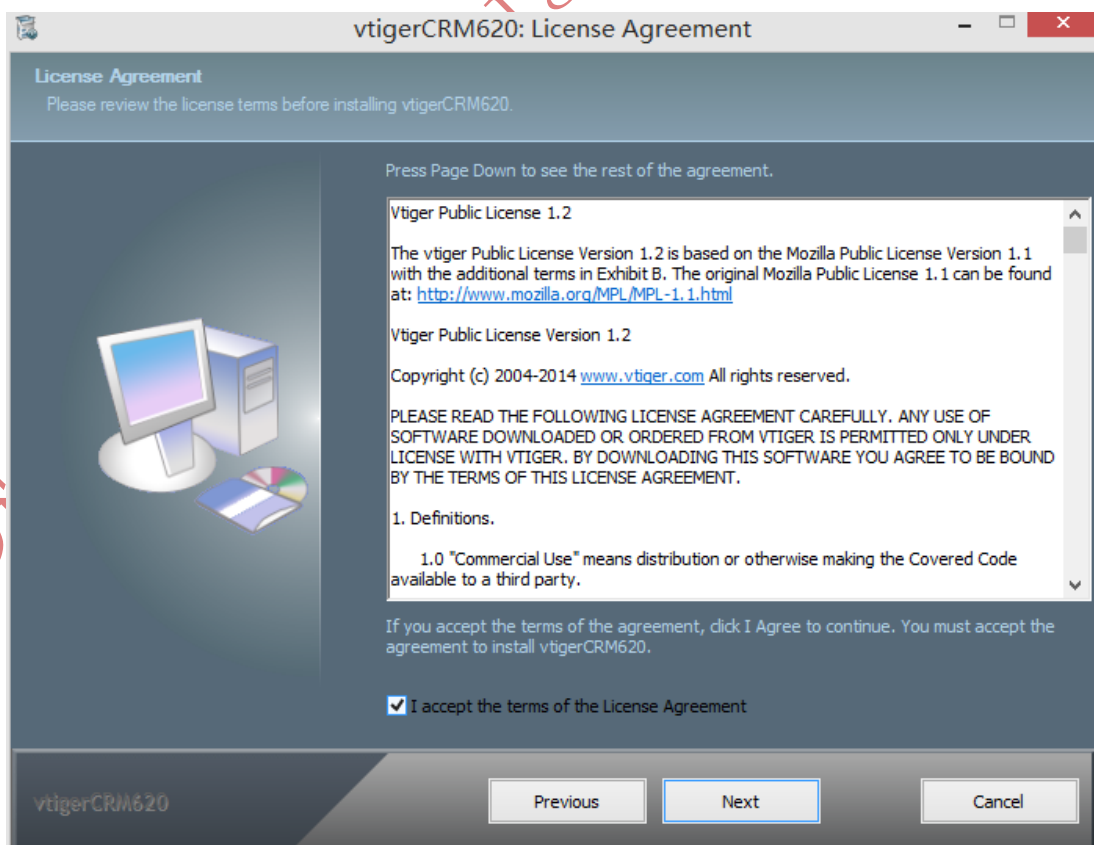 vtigerCRM620: License Agreement
License Agreement
Please review the license terms before installing vtigerCRM620.
Press Page Down to see the rest of the agreement.
Vtiger Public License 1.2
The vtiger Public License Version 1.2 is based on the Mozilla Public License Version 1.1
with the additional terms in Exhibit B. The original Mozilla Public License 1.1 can be found
at: http://www.mozilla.org/MPL/MPL-1.1.html
Vtiger Public License Version 1.2
Copyright (c) 2004-2014 www.vtiger.com All rights reserved.
PLEASE READ THE FOLLOWING LICENSE AGREEMENT CAREFULLY. ANY USE OF
SOFTWARE DOWNLOADED OR ORDERED FROM VTIGER IS PERMITTED ONLY UNDER
LICENSE WITH VTIGER. BY DOWNLOADING THIS SOFTWARE YOU AGREE TO BE BOUND
BY THE TERMS OF THIS LICENSE AGREEMENT.
1. Definitions.
1.0 "Commercial Use" means distribution or otherwise making the Covered Code
available to a third party.
If you accept the terms of the agreement, click I Agree to continue. You must accept the
agreement to install vtigerCRM620.
I accept the terms of the License Agreement
vtigerCRM620
Previous
Next
Cancel